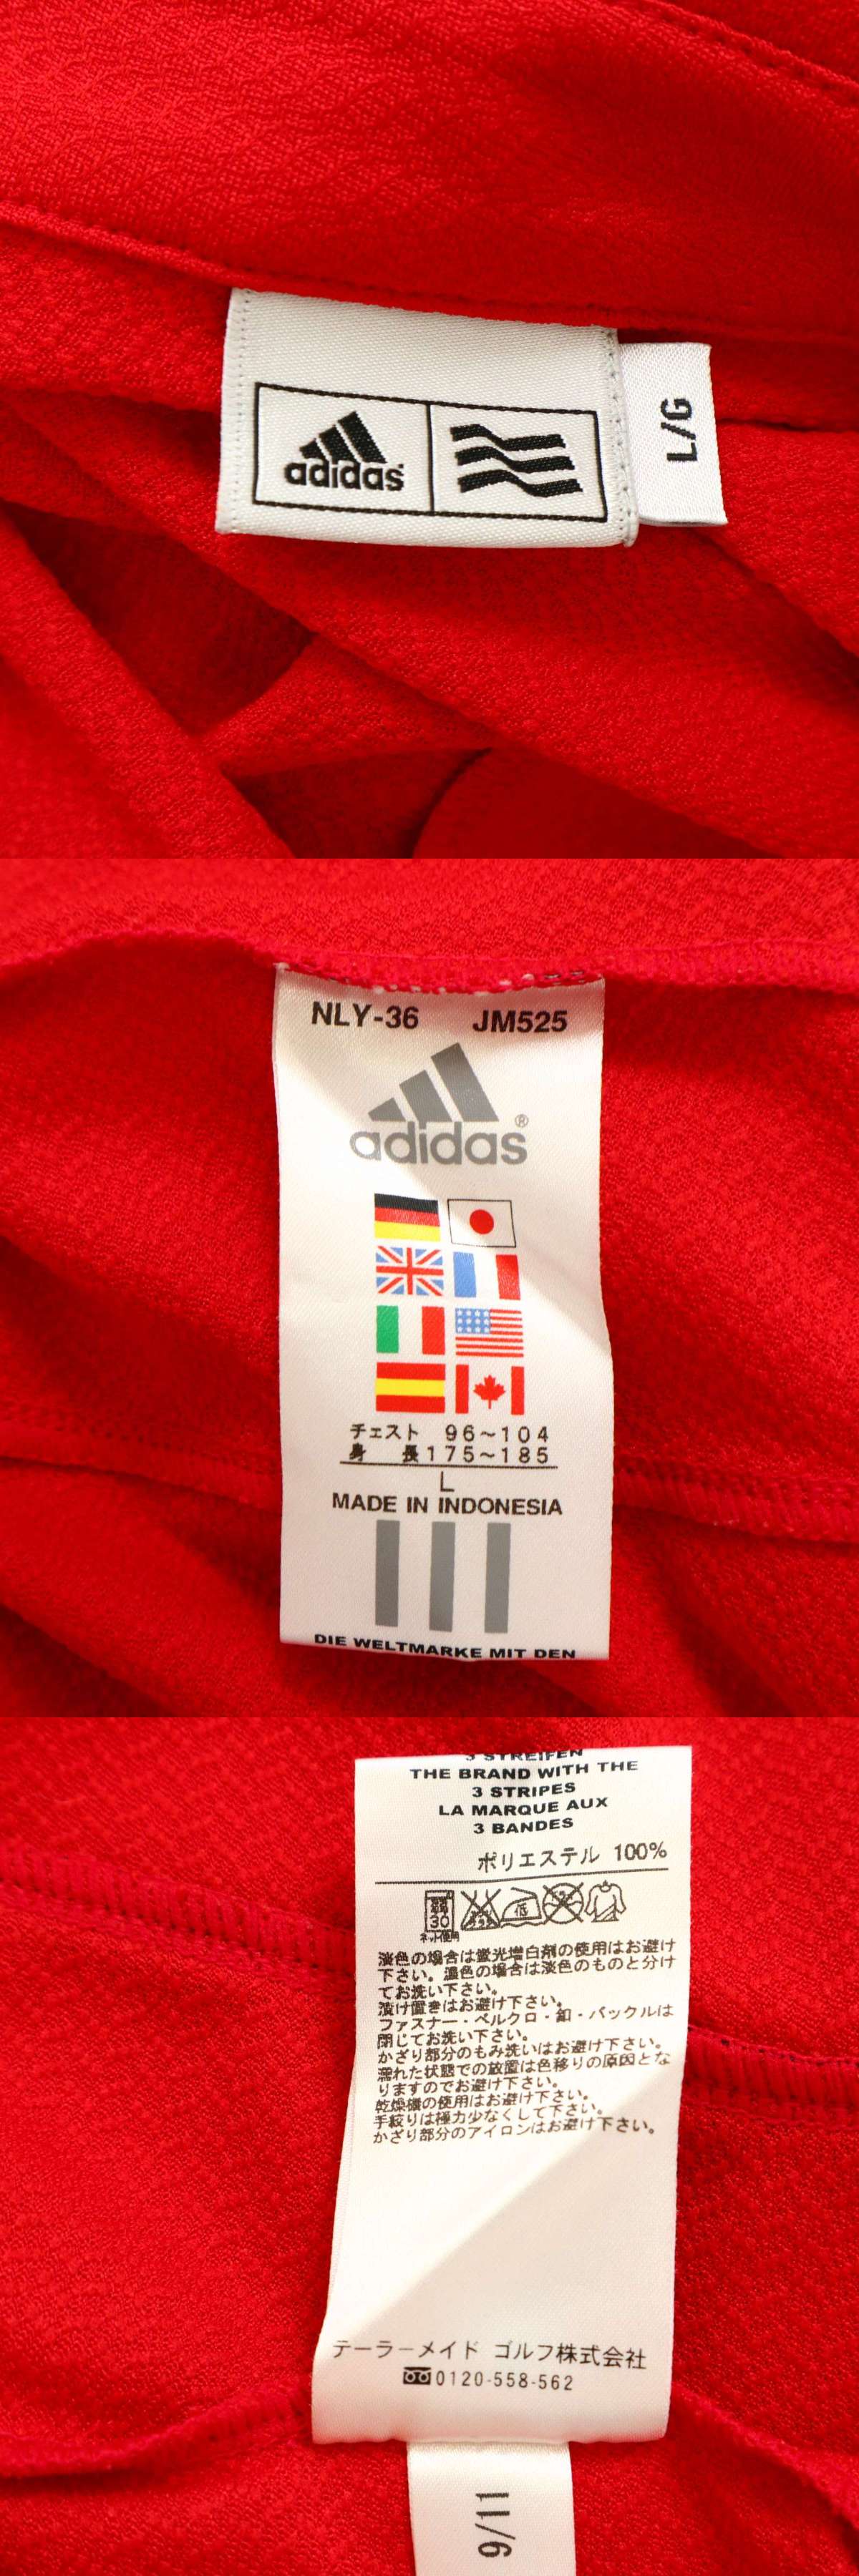 adidas
L/G
NLY-36 JM525
adidas®
チェスト 96~104
身 長 175~185
L
MADE IN INDONESIA
DIE WELTMARKE MIT DEN
3 STREIFEN
THE BRAND WITH THE
3 STRIPES
LA MARQUE AUX
3 BANDES
ポリエステル 100%
30
ネット使用
淡色の場合は蛍光増白剤の使用はお避け
下さい。濃色の場合は淡色のものと分け
てお洗い下さい。
漬け置きはお避け下さい。
ファスナー・ベルクロ・釦・バックルは
閉じてお洗い下さい。
かざり部分のもみ洗いはお避け下さい。
濡れた状態での放置は色移りの原因とな
りますのでお避け下さい。
乾燥機の使用はお避け下さい。
手絞りは極力少なくして下さい。
かざり部分のアイロンはお避け下さい。
テーラーメイド ゴルフ株式会社
0120-558-562
11/6